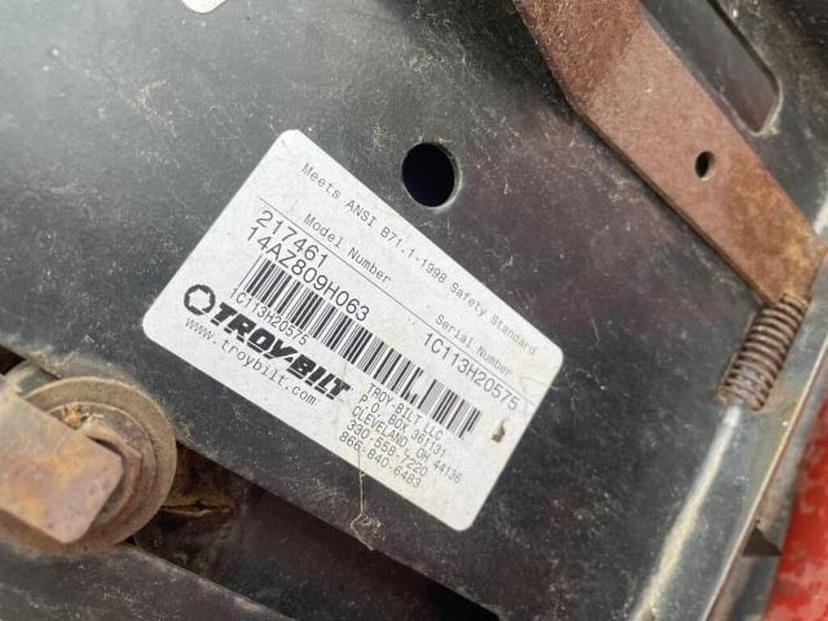 Meets ANSI B71.1-1998 Safety Standard
Model Number
Serial Number
217461
14AZ809H063
1C113H20575
1C113H20575
TROY-BILT
www.troybilt.com
TROY-BILT LLC
P.O. BOX 361131
CLEVELAND, OH 44136
330-558-7220
866-840-6483